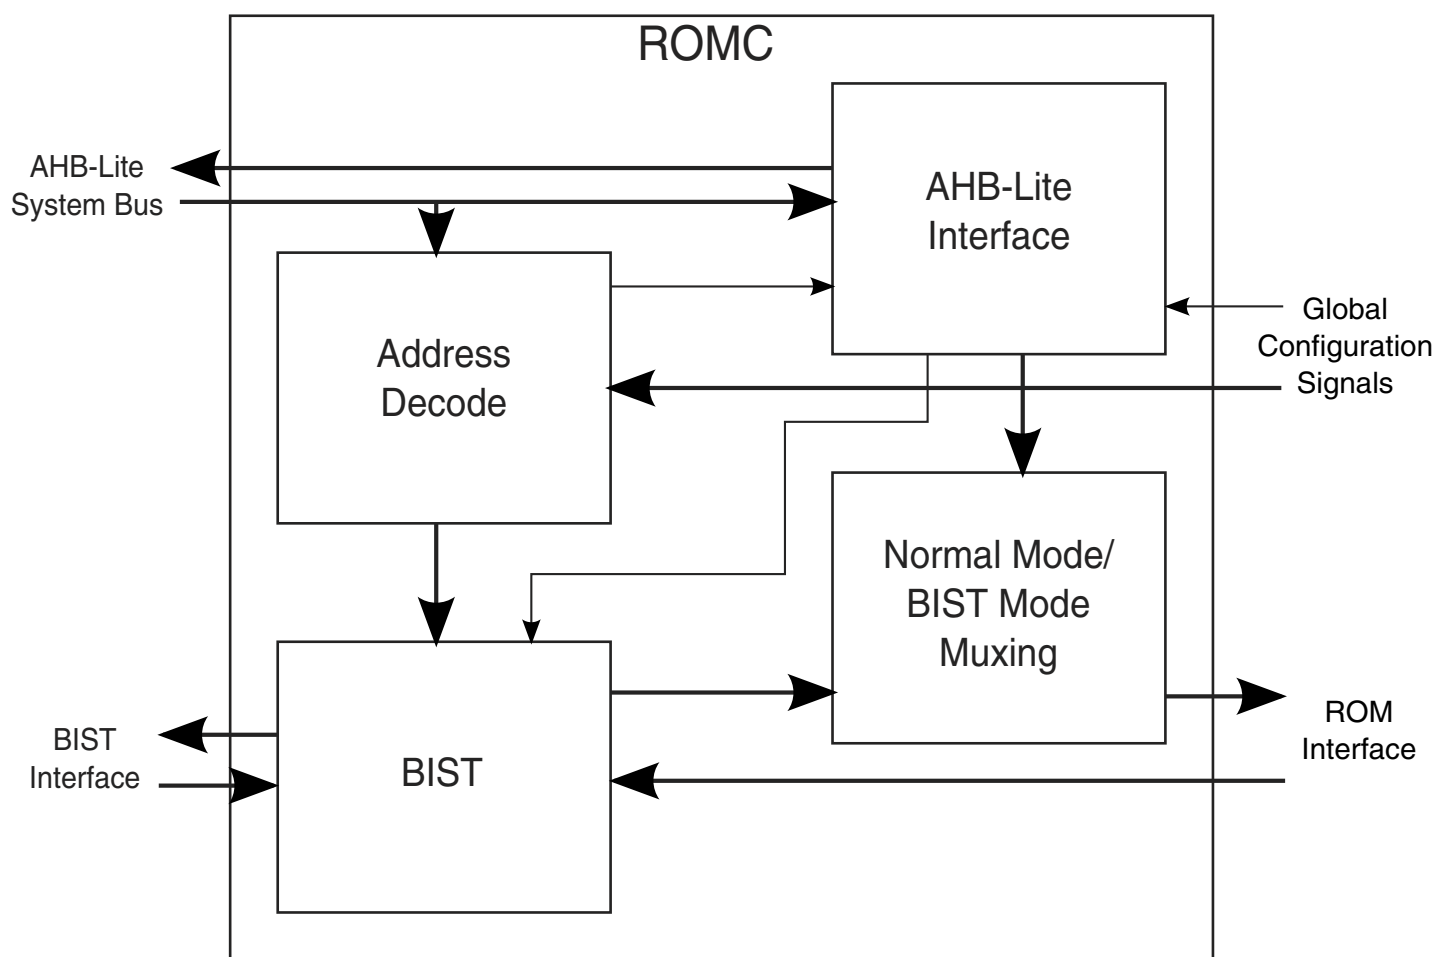 ROMC
AHB-Lite
System Bus
AHB-Lite
Interface
Global
Configuration
Signals
Address
Decode
Normal Mode/
BIST Mode
Muxing
BIST
Interface
BIST
ROM
Interface